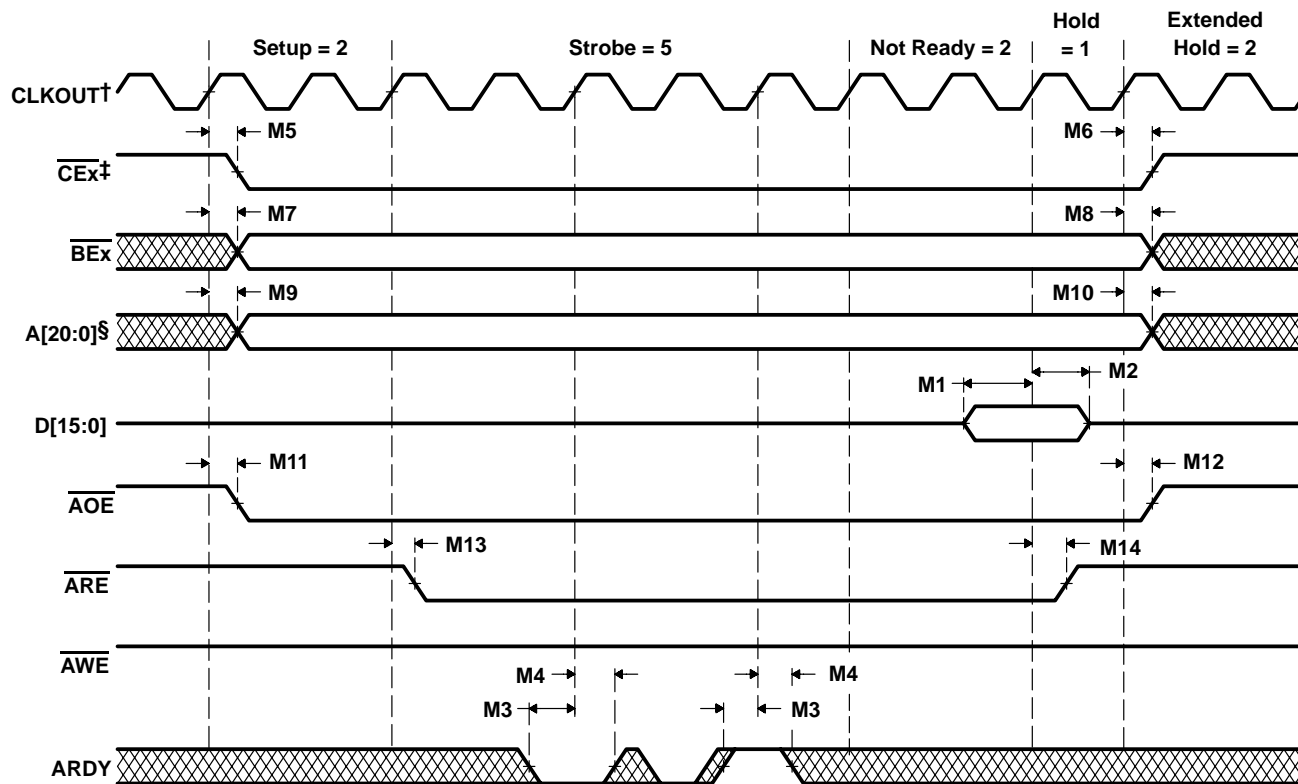 Setup = 2
Strobe = 5
Not Ready = 2
Hold
= 1
Extended
Hold = 2
CLKOUT†
M5
M6
CEx‡
M7
M8
BEx
M9
M10
A[20:0]§
M1
M2
D[15:0]
M11
M12
AOE
M13
M14
ARE
AWE
M4
M4
M3
M3
ARDY